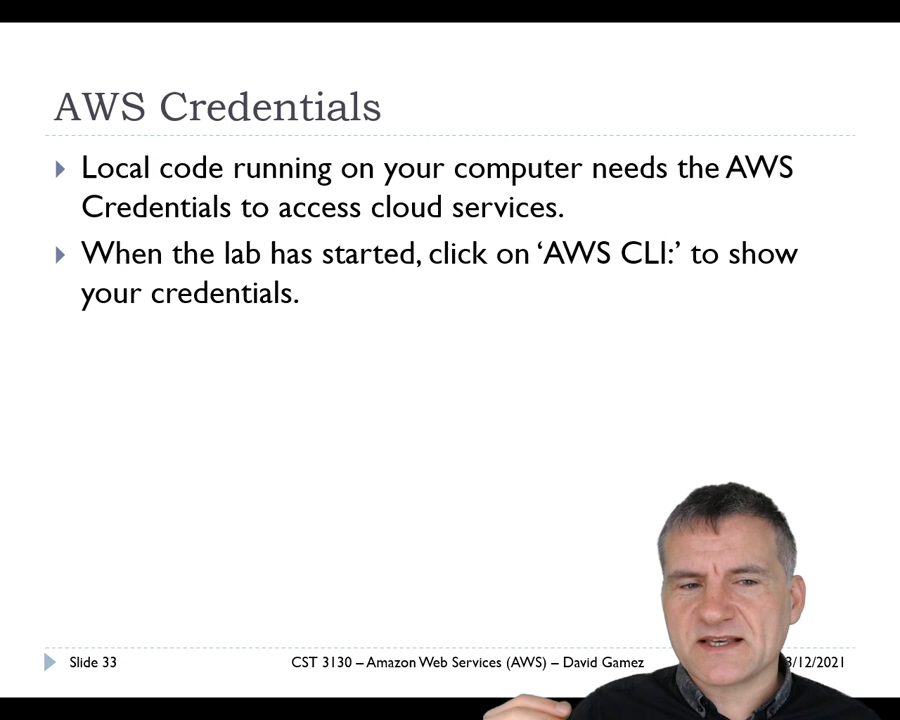 AWS Credentials
Local code running on your computer needs the AWS
Credentials to access cloud services.
When the lab has started, click on ‘AWS CLI:’ to show
your credentials.
Slide 33 CST 3130 – Amazon Web Services (AWS) – David Gamez 3/12/2021